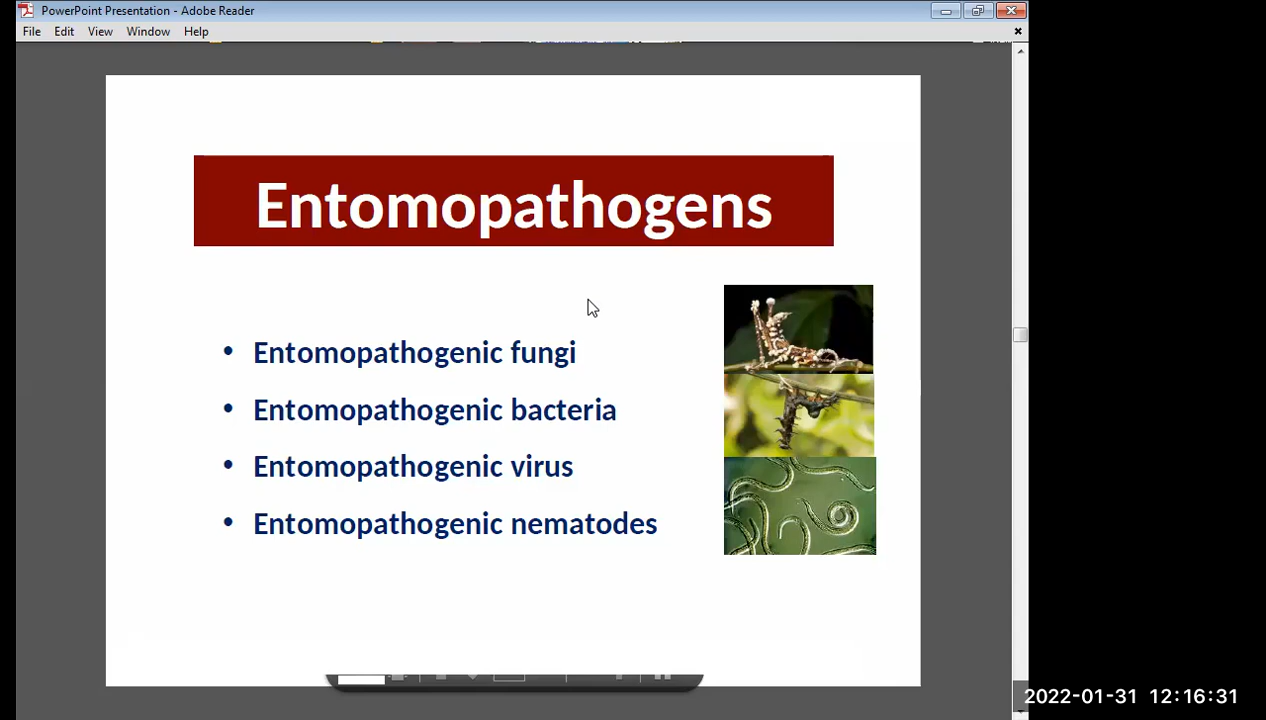 PowerPoint Presentation - Adobe Reader
File Edit View Window Help
Entomopathogens
• Entomopathogenic fungi
• Entomopathogenic bacteria
• Entomopathogenic virus
• Entomopathogenic nematodes
2022-01-31 12:16:31